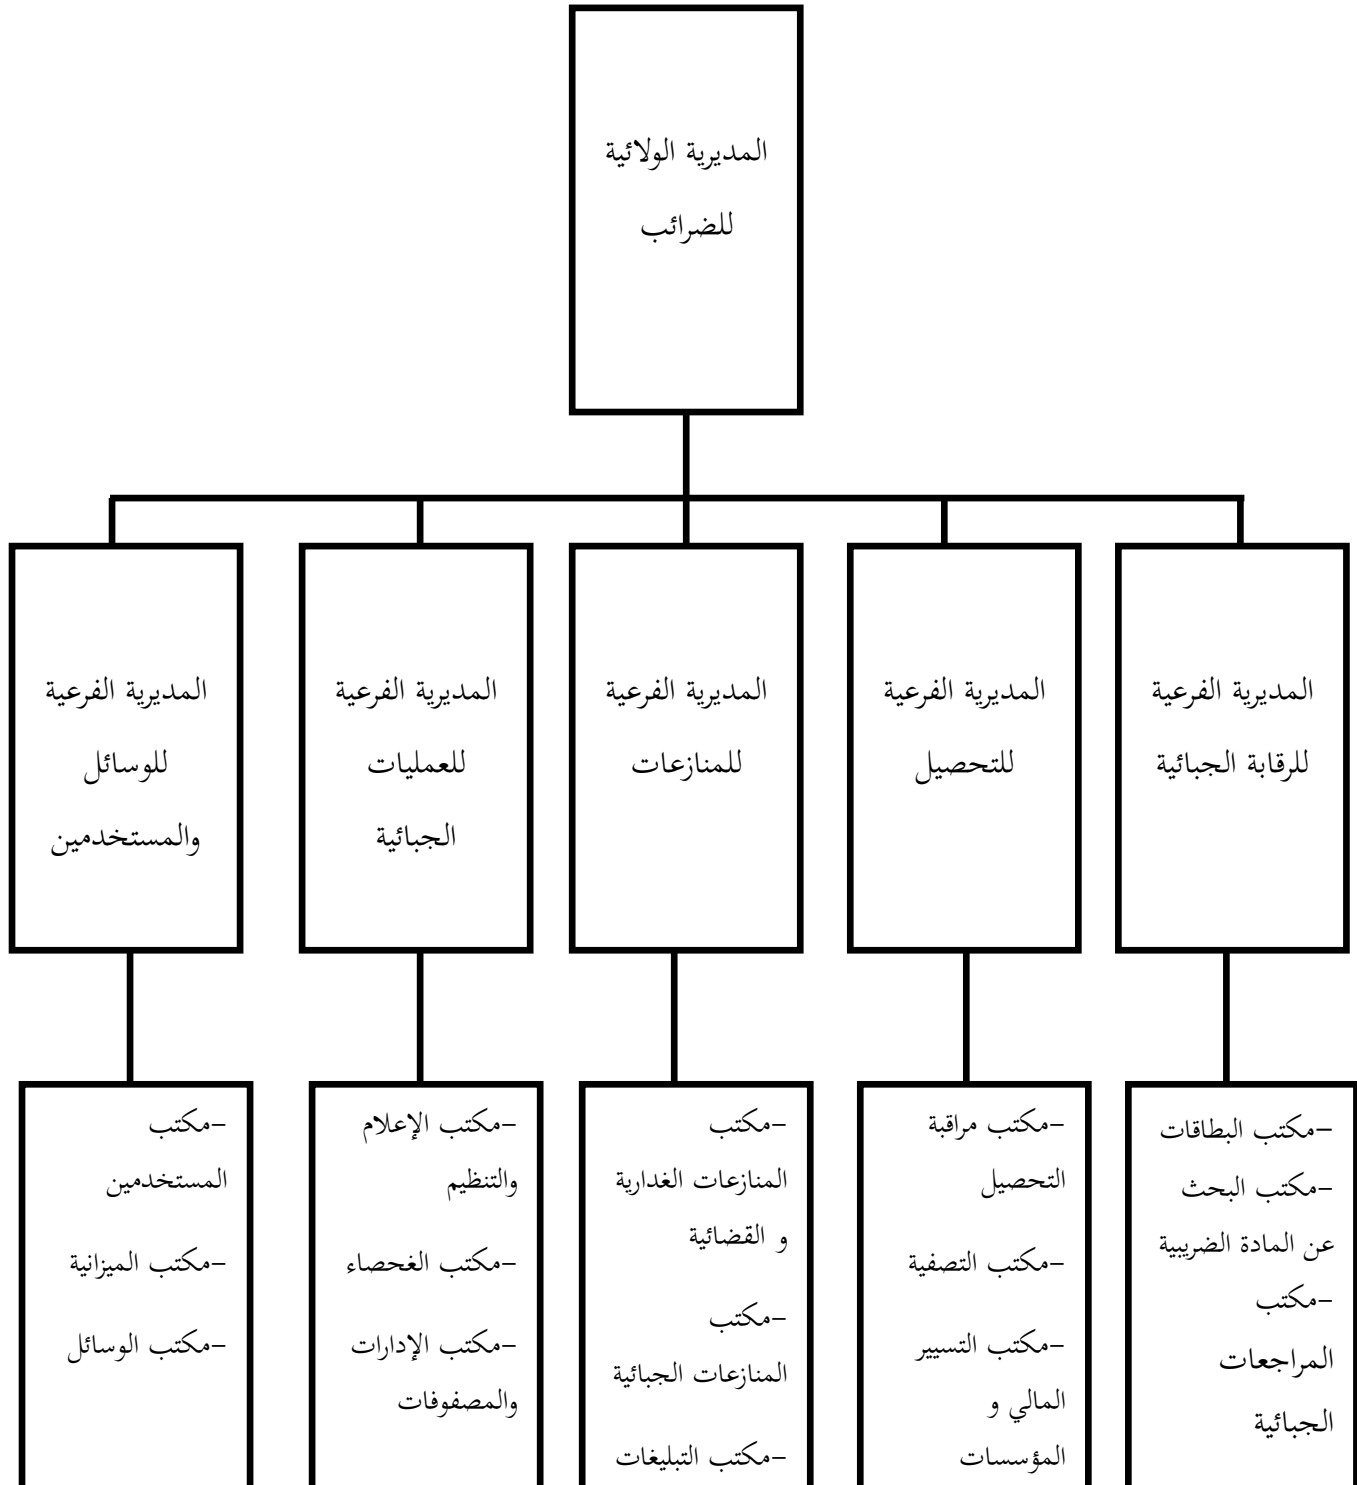 المديرية الولائية
للضرائب
المديرية الفرعية
للرقابة الجبائية
المديرية الفرعية
للتحصيل
المديرية الفرعية
للمنازعات
المديرية الفرعية
للعمليات
الجبائية
المديرية الفرعية
للوسائل
والمستخدمين
-مكتب البطاقات
-مكتب البحث
عن المادة الضريبية
-مكتب
المراجعات
الجبائية
-مكتب مراقبة
التحصيل
-مكتب التصفية
-مكتب التسيير
المالي و
المؤسسات
-مكتب
المنازعات الغدارية
و القضائية
-مكتب
المنازعات الجبائية
-مكتب التبليغات
-مكتب الإعلام
والتنظيم
-مكتب الغحصاء
-مكتب الإدارات
والمصفوفات
-مكتب
المستخدمين
-مكتب الميزانية
-مكتب الوسائل